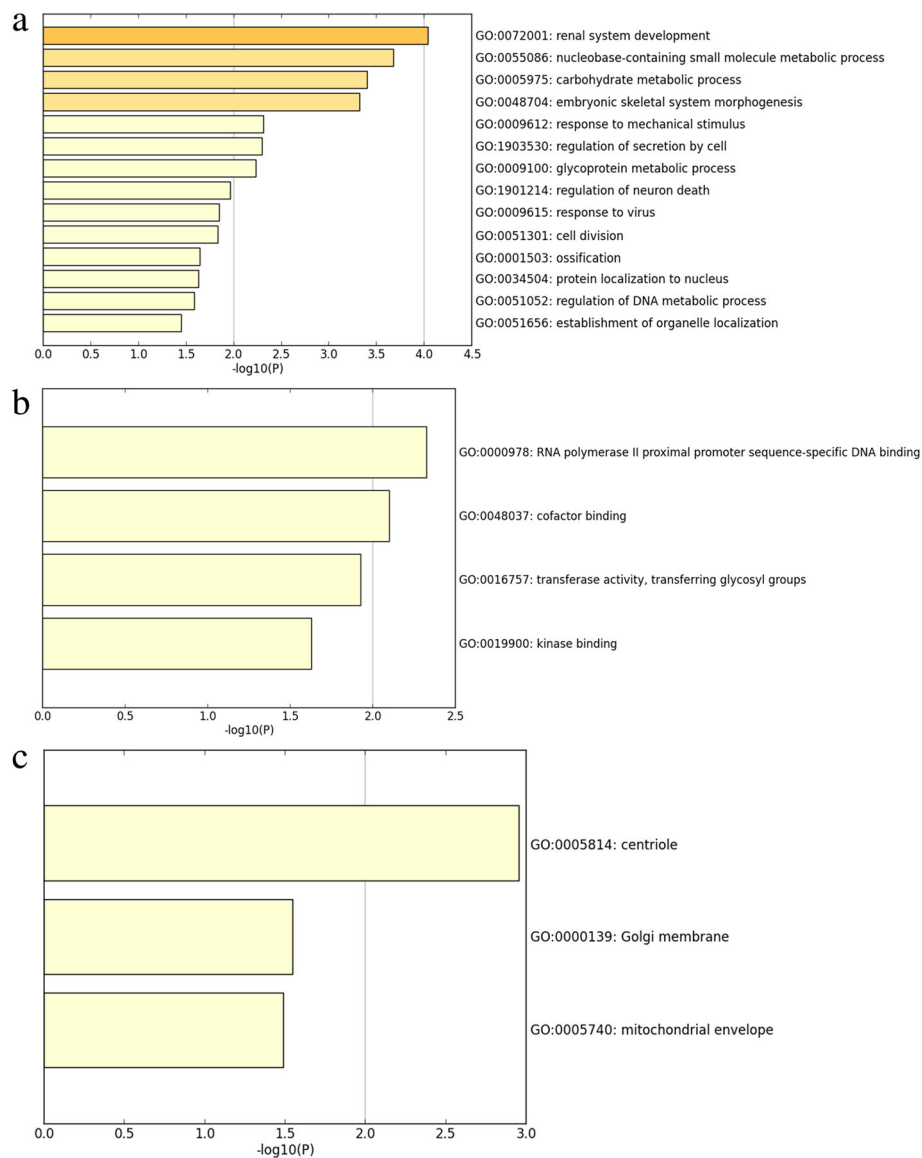 a
GO:0072001: renal system development
GO:0055086: nucleobase-containing small molecule metabolic process
GO:0005975: carbohydrate metabolic process
GO:0048704: embryonic skeletal system morphogenesis
GO:0009612: response to mechanical stimulus
GO:1903530: regulation of secretion by cell
GO:0009100: glycoprotein metabolic process
GO:1901214: regulation of neuron death
GO:0009615: response to virus
GO:0051301: cell division
GO:0001503: ossification
GO:0034504: protein localization to nucleus
GO:0051052: regulation of DNA metabolic process
GO:0051656: establishment of organelle localization
0.0 0.5 1.0 1.5 2.0 2.5 3.0 3.5 4.0 4.5
-log10(P)
b
GO:0000978: RNA polymerase II proximal promoter sequence-specific DNA binding
GO:0048037: cofactor binding
GO:0016757: transferase activity, transferring glycosyl groups
GO:0019900: kinase binding
0.0 0.5 1.0 1.5 2.0 2.5
-log10(P)
c
GO:0005814: centriole
GO:0000139: Golgi membrane
GO:0005740: mitochondrial envelope
0.0 0.5 1.0 1.5 2.0 2.5 3.0
-log10(P)